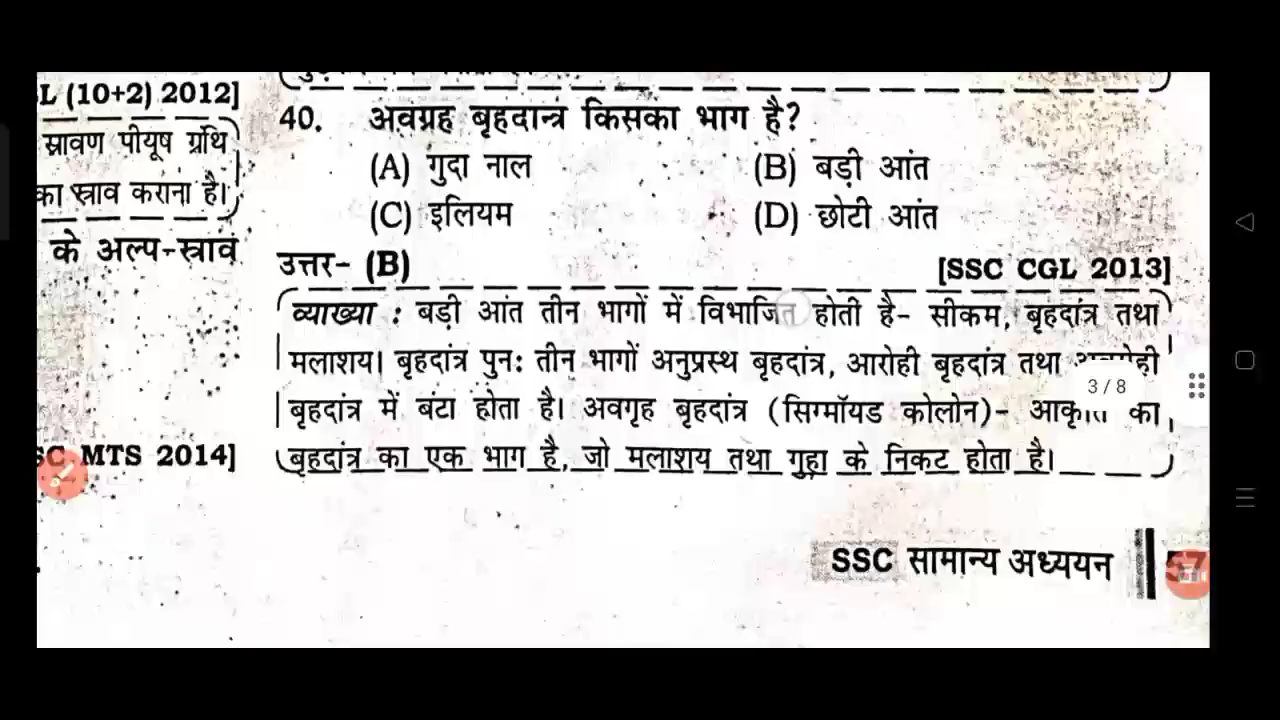 L (10+2) 2012]
स्रावण पीयूष ग्रंथि
का स्त्राव कराना है।
के अल्प-स्त्राव
SC MTS 2014]
40. अवग्रह बृहदान्त्र किसका भाग है?
(A) गुदा नाल (B) बड़ी आंत
(C) इलियम (D) छोटी आंत
उत्तर- (B) [SSC CGL 2013]
व्याख्या : बड़ी आंत तीन भागों में विभाजित होती है- सीकम, बृहदांत्र तथा
मलाशय। बृहदांत्र पुन: तीन भागों अनुप्रस्थ बृहदांत्र, आरोही बृहदांत्र तथा
बृहदांत्र में बंटा होता है। अवगृह बृहदांत्र (सिग्मॉयड कोलोन)- आकृति का
बृहदांत्र का एक भाग है, जो मलाशय तथा गुहा के निकट होता है।
3/8
SSC सामान्य अध्ययन